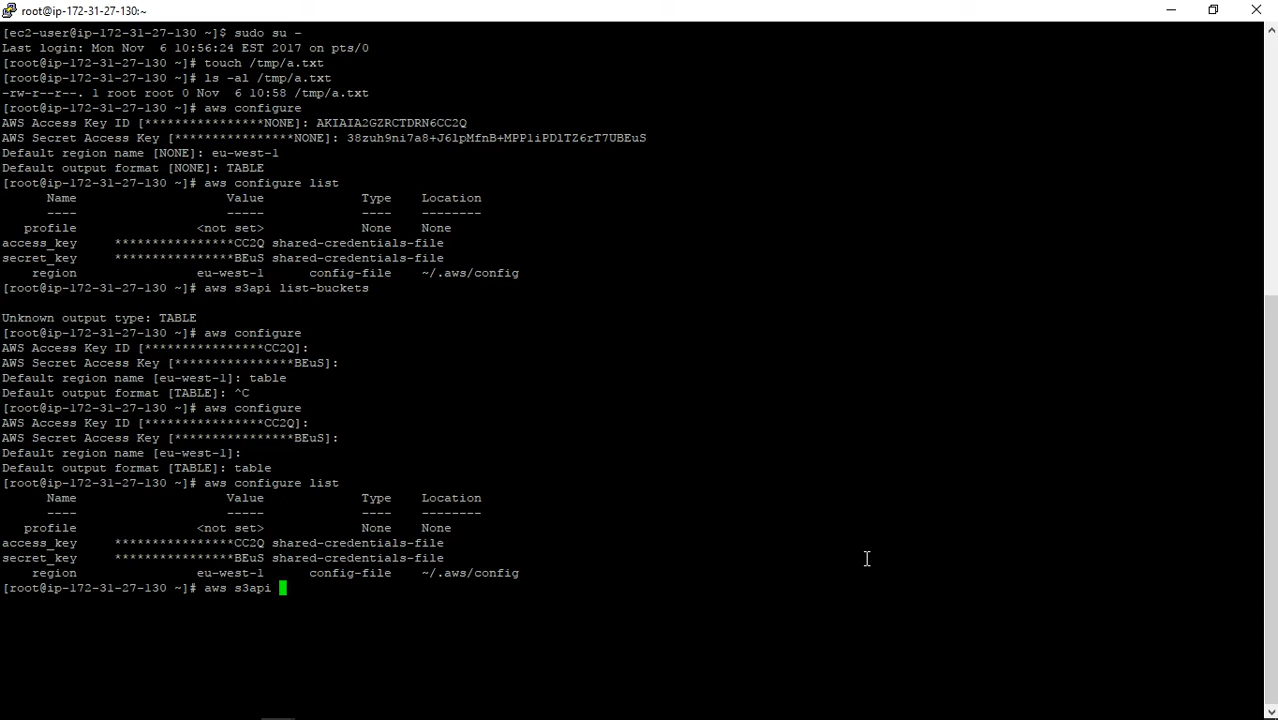 root@ip-172-31-27-130:~
[ec2-user@ip-172-31-27-130 ~]$ sudo su -
Last login: Mon Nov  6 10:56:24 EST 2017 on pts/0
[root@ip-172-31-27-130 ~]# touch /tmp/a.txt
[root@ip-172-31-27-130 ~]# ls -al /tmp/a.txt
-rw-r--r--. 1 root root 0 Nov  6 10:58 /tmp/a.txt
[root@ip-172-31-27-130 ~]# aws configure
AWS Access Key ID [****************NONE]: AKIAIA2GZRCTDRN6CC2Q
AWS Secret Access Key [****************NONE]: 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
Default region name [NONE]: eu-west-1
Default output format [NONE]: TABLE
[root@ip-172-31-27-130 ~]# aws configure list
      Name                    Value             Type    Location
      ----                    -----             ----    --------
   profile                <not set>             None    None
access_key     ****************CC2Q shared-credentials-file
secret_key     ****************BEuS shared-credentials-file
    region                eu-west-1      config-file    ~/.aws/config
[root@ip-172-31-27-130 ~]# aws s3api list-buckets
Unknown output type: TABLE
[root@ip-172-31-27-130 ~]# aws configure
AWS Access Key ID [****************CC2Q]:
AWS Secret Access Key [****************BEuS]:
Default region name [eu-west-1]: table
Default output format [TABLE]: ^C
[root@ip-172-31-27-130 ~]# aws configure
AWS Access Key ID [****************CC2Q]:
AWS Secret Access Key [****************BEuS]:
Default region name [eu-west-1]:
Default output format [TABLE]: table
[root@ip-172-31-27-130 ~]# aws configure list
      Name                    Value             Type    Location
      ----                    -----             ----    --------
   profile                <not set>             None    None
access_key     ****************CC2Q shared-credentials-file
secret_key     ****************BEuS shared-credentials-file
    region                eu-west-1      config-file    ~/.aws/config
[root@ip-172-31-27-130 ~]# aws s3api